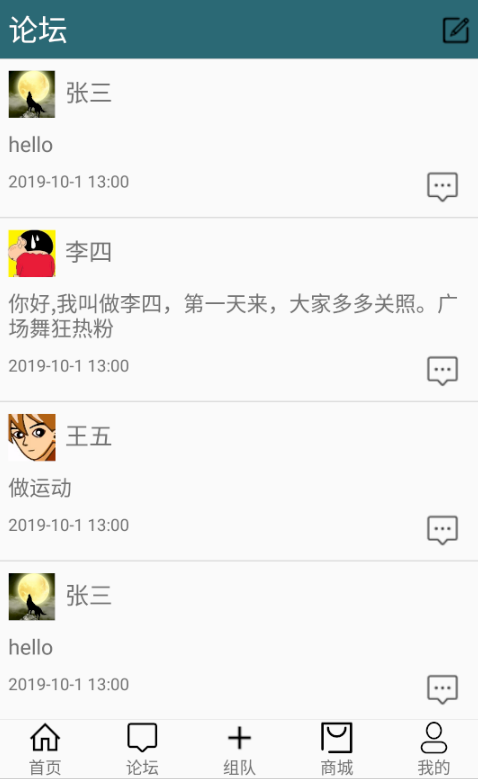 论坛
张三
hello
2019-10-1 13:00
李四
你好,我叫做李四，第一天来，大家多多关照。广
场舞狂热粉
2019-10-1 13:00
王五
做运动
2019-10-1 13:00
张三
hello
2019-10-1 13:00
首页 论坛 组队 商城 我的